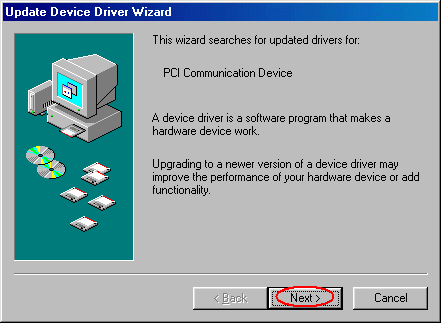 Update Device Driver Wizard
This wizard searches for updated drivers for:
PCI Communication Device
A device driver is a software program that makes a
hardware device work.
Upgrading to a newer version of a device driver may
improve the performance of your hardware device or add
functionality.
< Back
Next >
Cancel